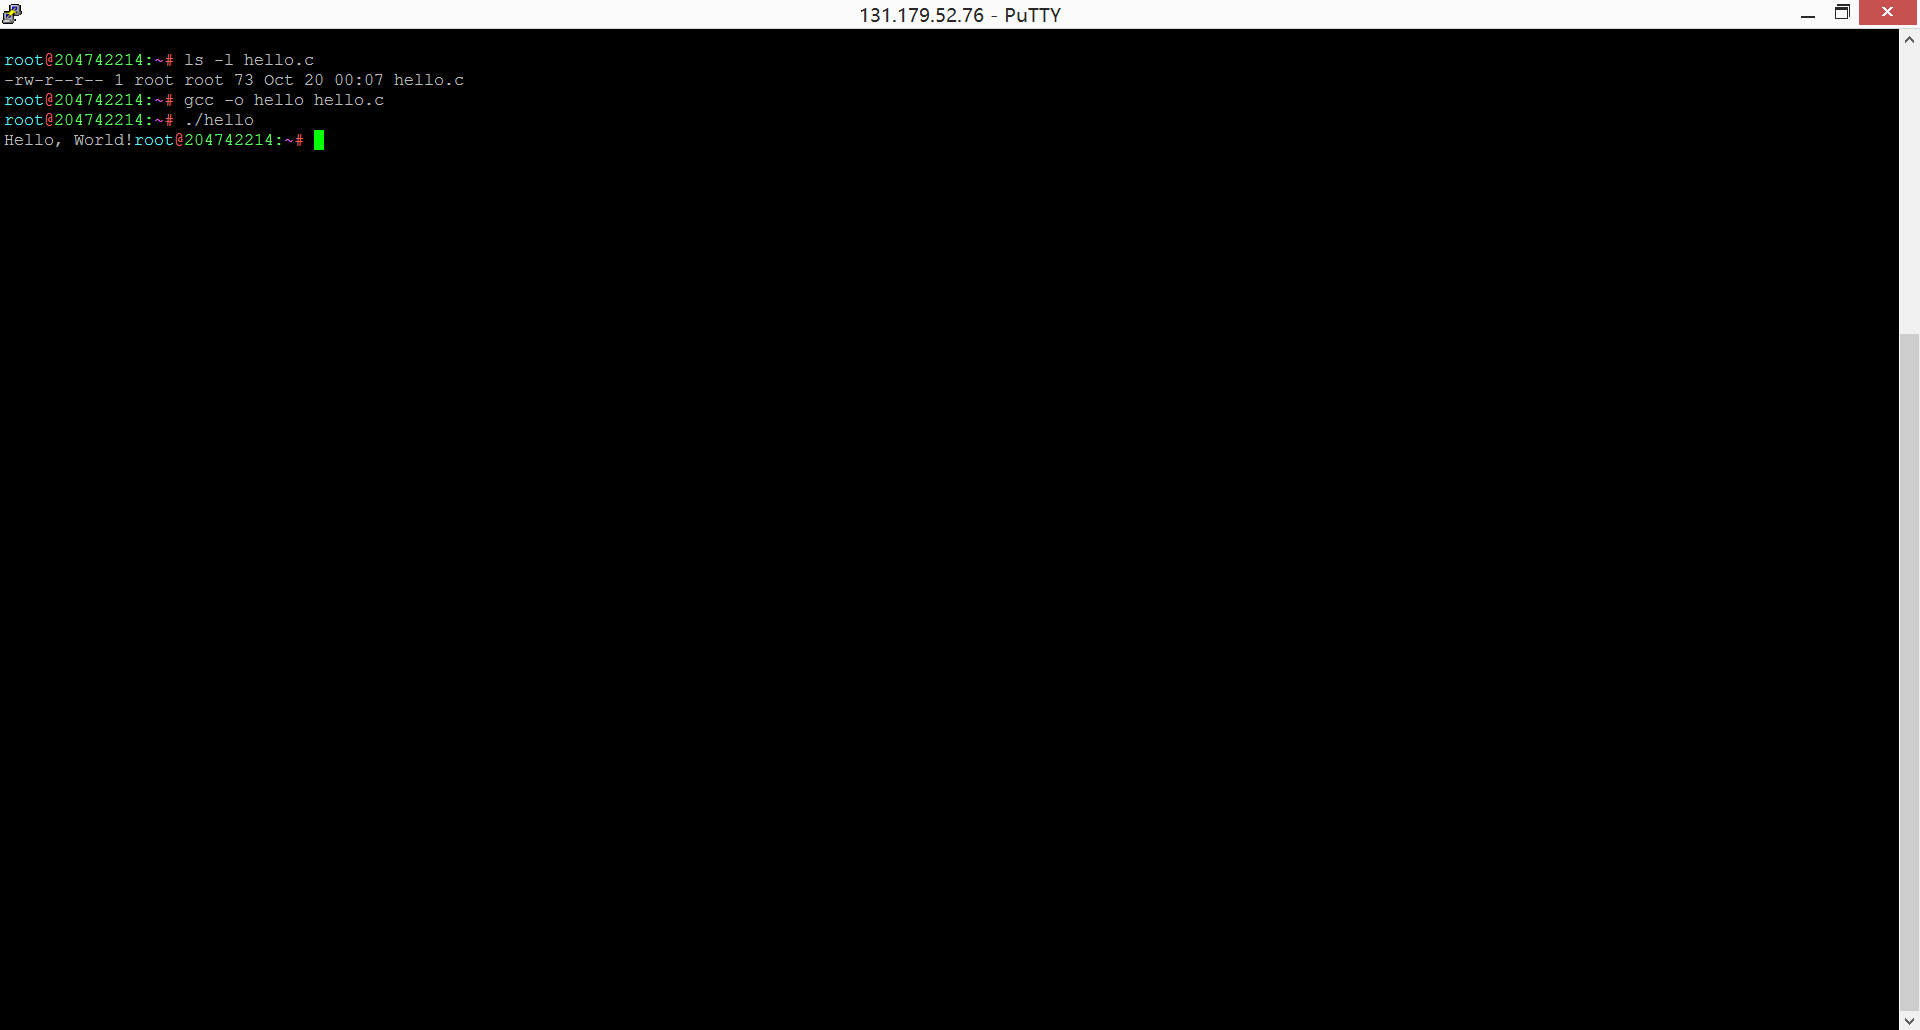 131.179.52.76 - PuTTY
root@204742214:~# ls -l hello.c
-rw-r--r-- 1 root root 73 Oct 20 00:07 hello.c
root@204742214:~# gcc -o hello hello.c
root@204742214:~# ./hello
Hello, World!root@204742214:~#